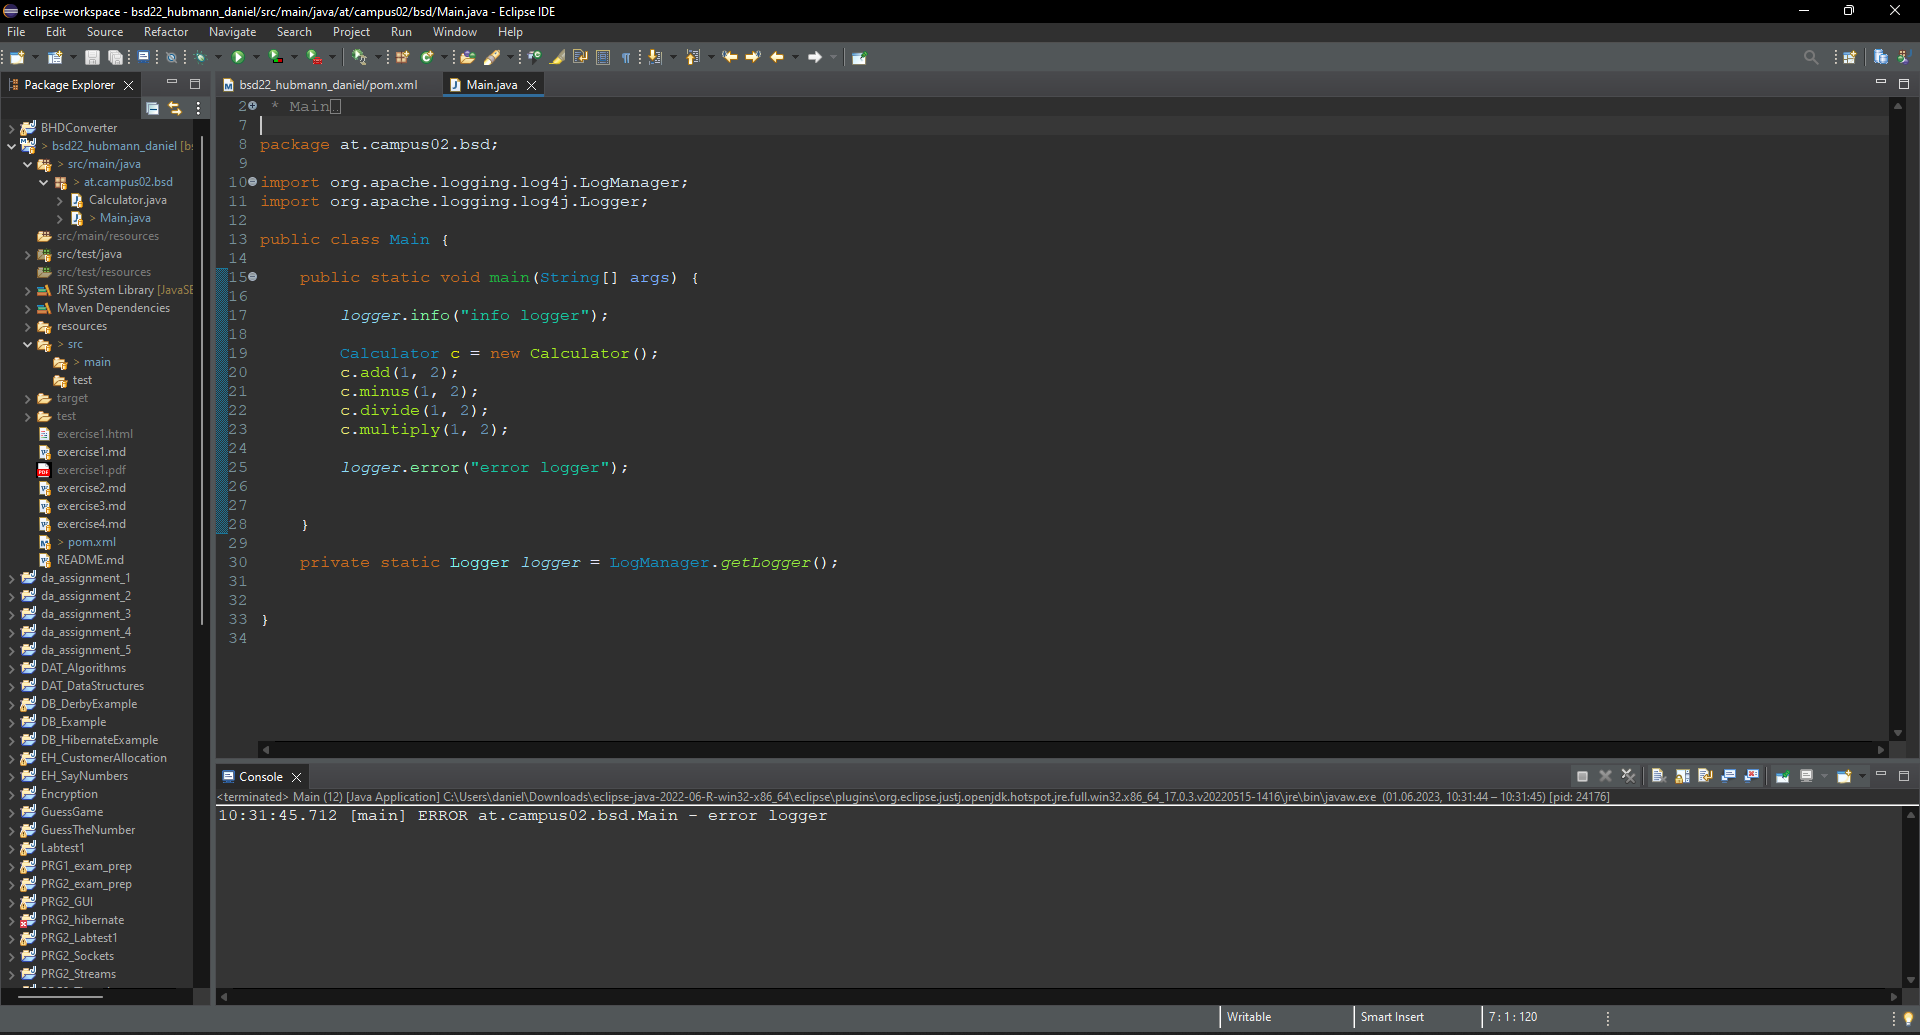 eclipse-workspace - bsd22_hubmann_daniel/src/main/java/at/campus02/bsd/Main.java - Eclipse IDE
File Edit Source Refactor Navigate Search Project Run Window Help
Package Explorer
BHDConverter
> bsd22_hubmann_daniel [bs
> src/main/java
> at.campus02.bsd
Calculator.java
> Main.java
src/main/resources
src/test/java
src/test/resources
JRE System Library [JavaSE
Maven Dependencies
resources
> src
> main
test
target
test
exercise1.html
exercise1.md
exercise1.pdf
exercise2.md
exercise3.md
exercise4.md
> pom.xml
README.md
da_assignment_1
da_assignment_2
da_assignment_3
da_assignment_4
da_assignment_5
DAT_Algorithms
DAT_DataStructures
DB_DerbyExample
DB_Example
DB_HibernateExample
EH_CustomerAllocation
EH_SayNumbers
Encryption
GuessGame
GuessTheNumber
Labtest1
PRG1_exam_prep
PRG2_exam_prep
PRG2_GUI
PRG2_hibernate
PRG2_Labtest1
PRG2_Sockets
PRG2_Streams
bsd22_hubmann_daniel/pom.xml Main.java
2 * Main
7
8 package at.campus02.bsd;
9
10 import org.apache.logging.log4j.LogManager;
11 import org.apache.logging.log4j.Logger;
12
13 public class Main {
14
15 public static void main(String[] args) {
16
17 logger.info("info logger");
18
19 Calculator c = new Calculator();
20 c.add(1, 2);
21 c.minus(1, 2);
22 c.divide(1, 2);
23 c.multiply(1, 2);
24
25 logger.error("error logger");
26
27
28 }
29
30 private static Logger logger = LogManager.getLogger();
31
32
33 }
34
Console
<terminated> Main (12) [Java Application] C:\Users\daniel\Downloads\eclipse-java-2022-06-R-win32-x86_64\eclipse\plugins\org.eclipse.justj.openjdk.hotspot.jre.full.win32.x86_64_17.0.3.v20220515-1416\jre\bin\javaw.exe (01.06.2023, 10:31:44 – 10:31:45) [pid: 24176]
10:31:45.712 [main] ERROR at.campus02.bsd.Main - error logger
Writable Smart Insert 7 : 1 : 120